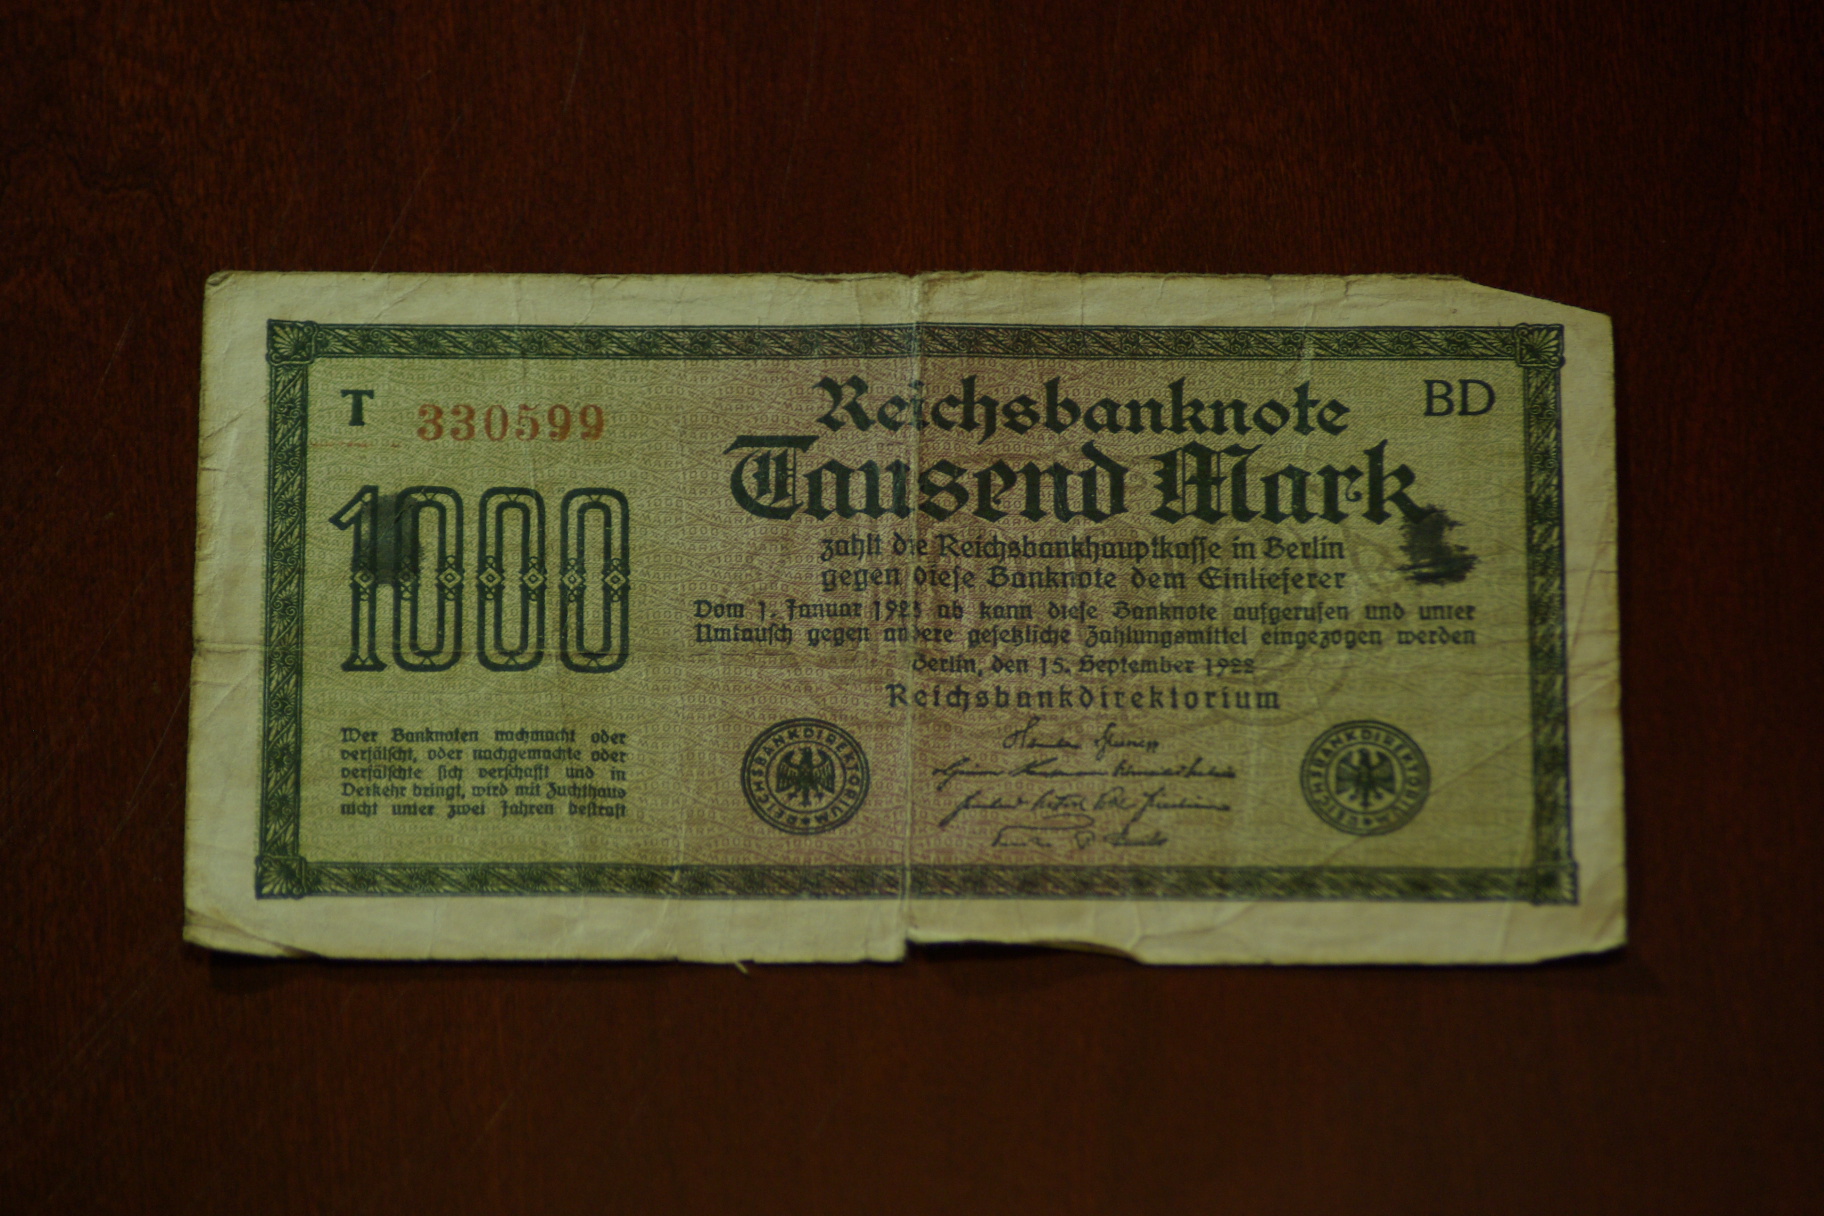 T 330599
BD
1000
Reichsbanknote
Tausend Mark
zahlt die Reichsbankhauptkasse in Berlin
gegen diese Banknote dem Einlieferer
Vom 1. Januar 1923 ab kann diese Banknote aufgerufen und unter
Umtausch gegen andere gesetzliche Zahlungsmittel eingezogen werden
Berlin, den 15. September 1922
Reichsbankdirektorium
Wer Banknoten nachmacht oder
verfälscht, oder nachgemachte oder
verfälschte sich verschafft und in
Verkehr bringt, wird mit Zuchthaus
nicht unter zwei Jahren bestraft
REICHSBANKDIREKTORIUM
REICHSBANKDIREKTORIUM